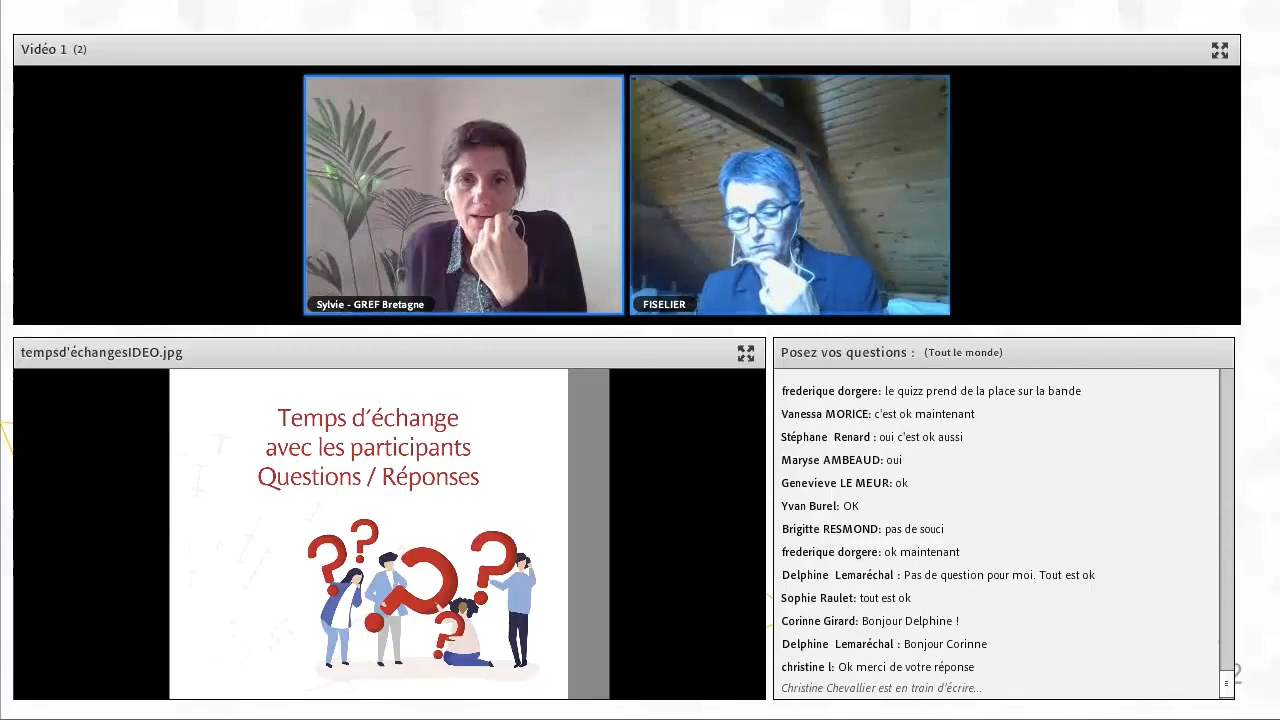 Vidéo 1 (2)
Sylvie - GREF Bretagne
FISELIER
tempsd'échangesIDEO.jpg
Temps d'échange
avec les participants
Questions / Réponses
Posez vos questions : (Tout le monde)
frederique dorgere: le quizz prend de la place sur la bande
Vanessa MORICE: c'est ok maintenant
Stéphane Renard : oui c'est ok aussi
Maryse AMBEAUD: oui
Genevieve LE MEUR: ok
Yvan Burel: OK
Brigitte RESMOND: pas de souci
frederique dorgere: ok maintenant
Delphine Lemaréchal : Pas de question pour moi. Tout est ok
Sophie Raulet: tout est ok
Corinne Girard: Bonjour Delphine !
Delphine Lemaréchal : Bonjour Corinne
christine l: Ok merci de votre réponse
Christine Chevallier est en train d'écrire...
2